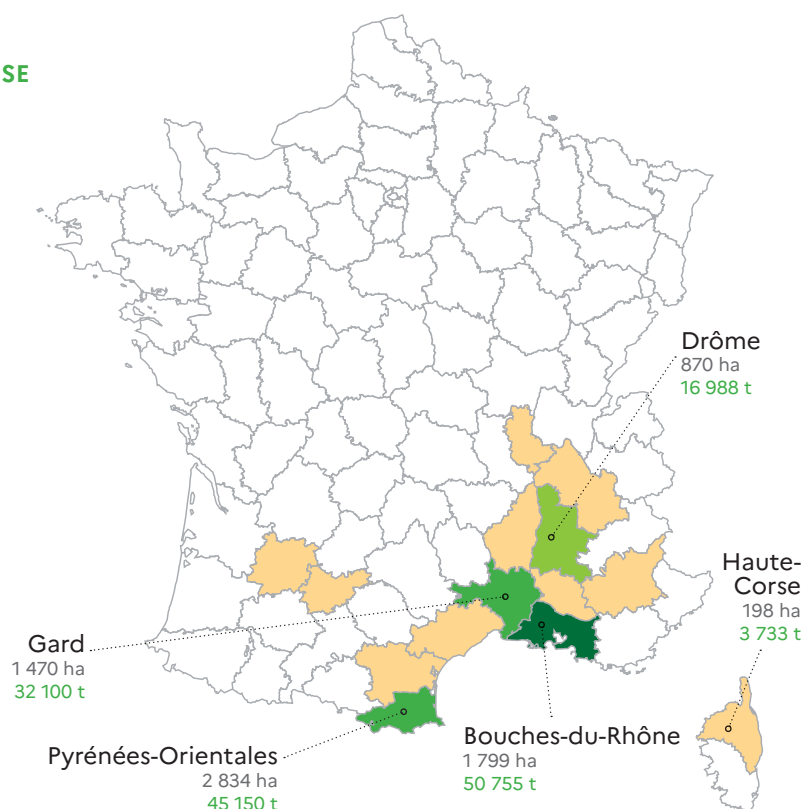 SE
Drôme
870 ha
16 988 t
Haute-
Corse
198 ha
3 733 t
Gard
1 470 ha
32 100 t
Bouches-du-Rhône
1 799 ha
50 755 t
Pyrénées-Orientales
2 834 ha
45 150 t